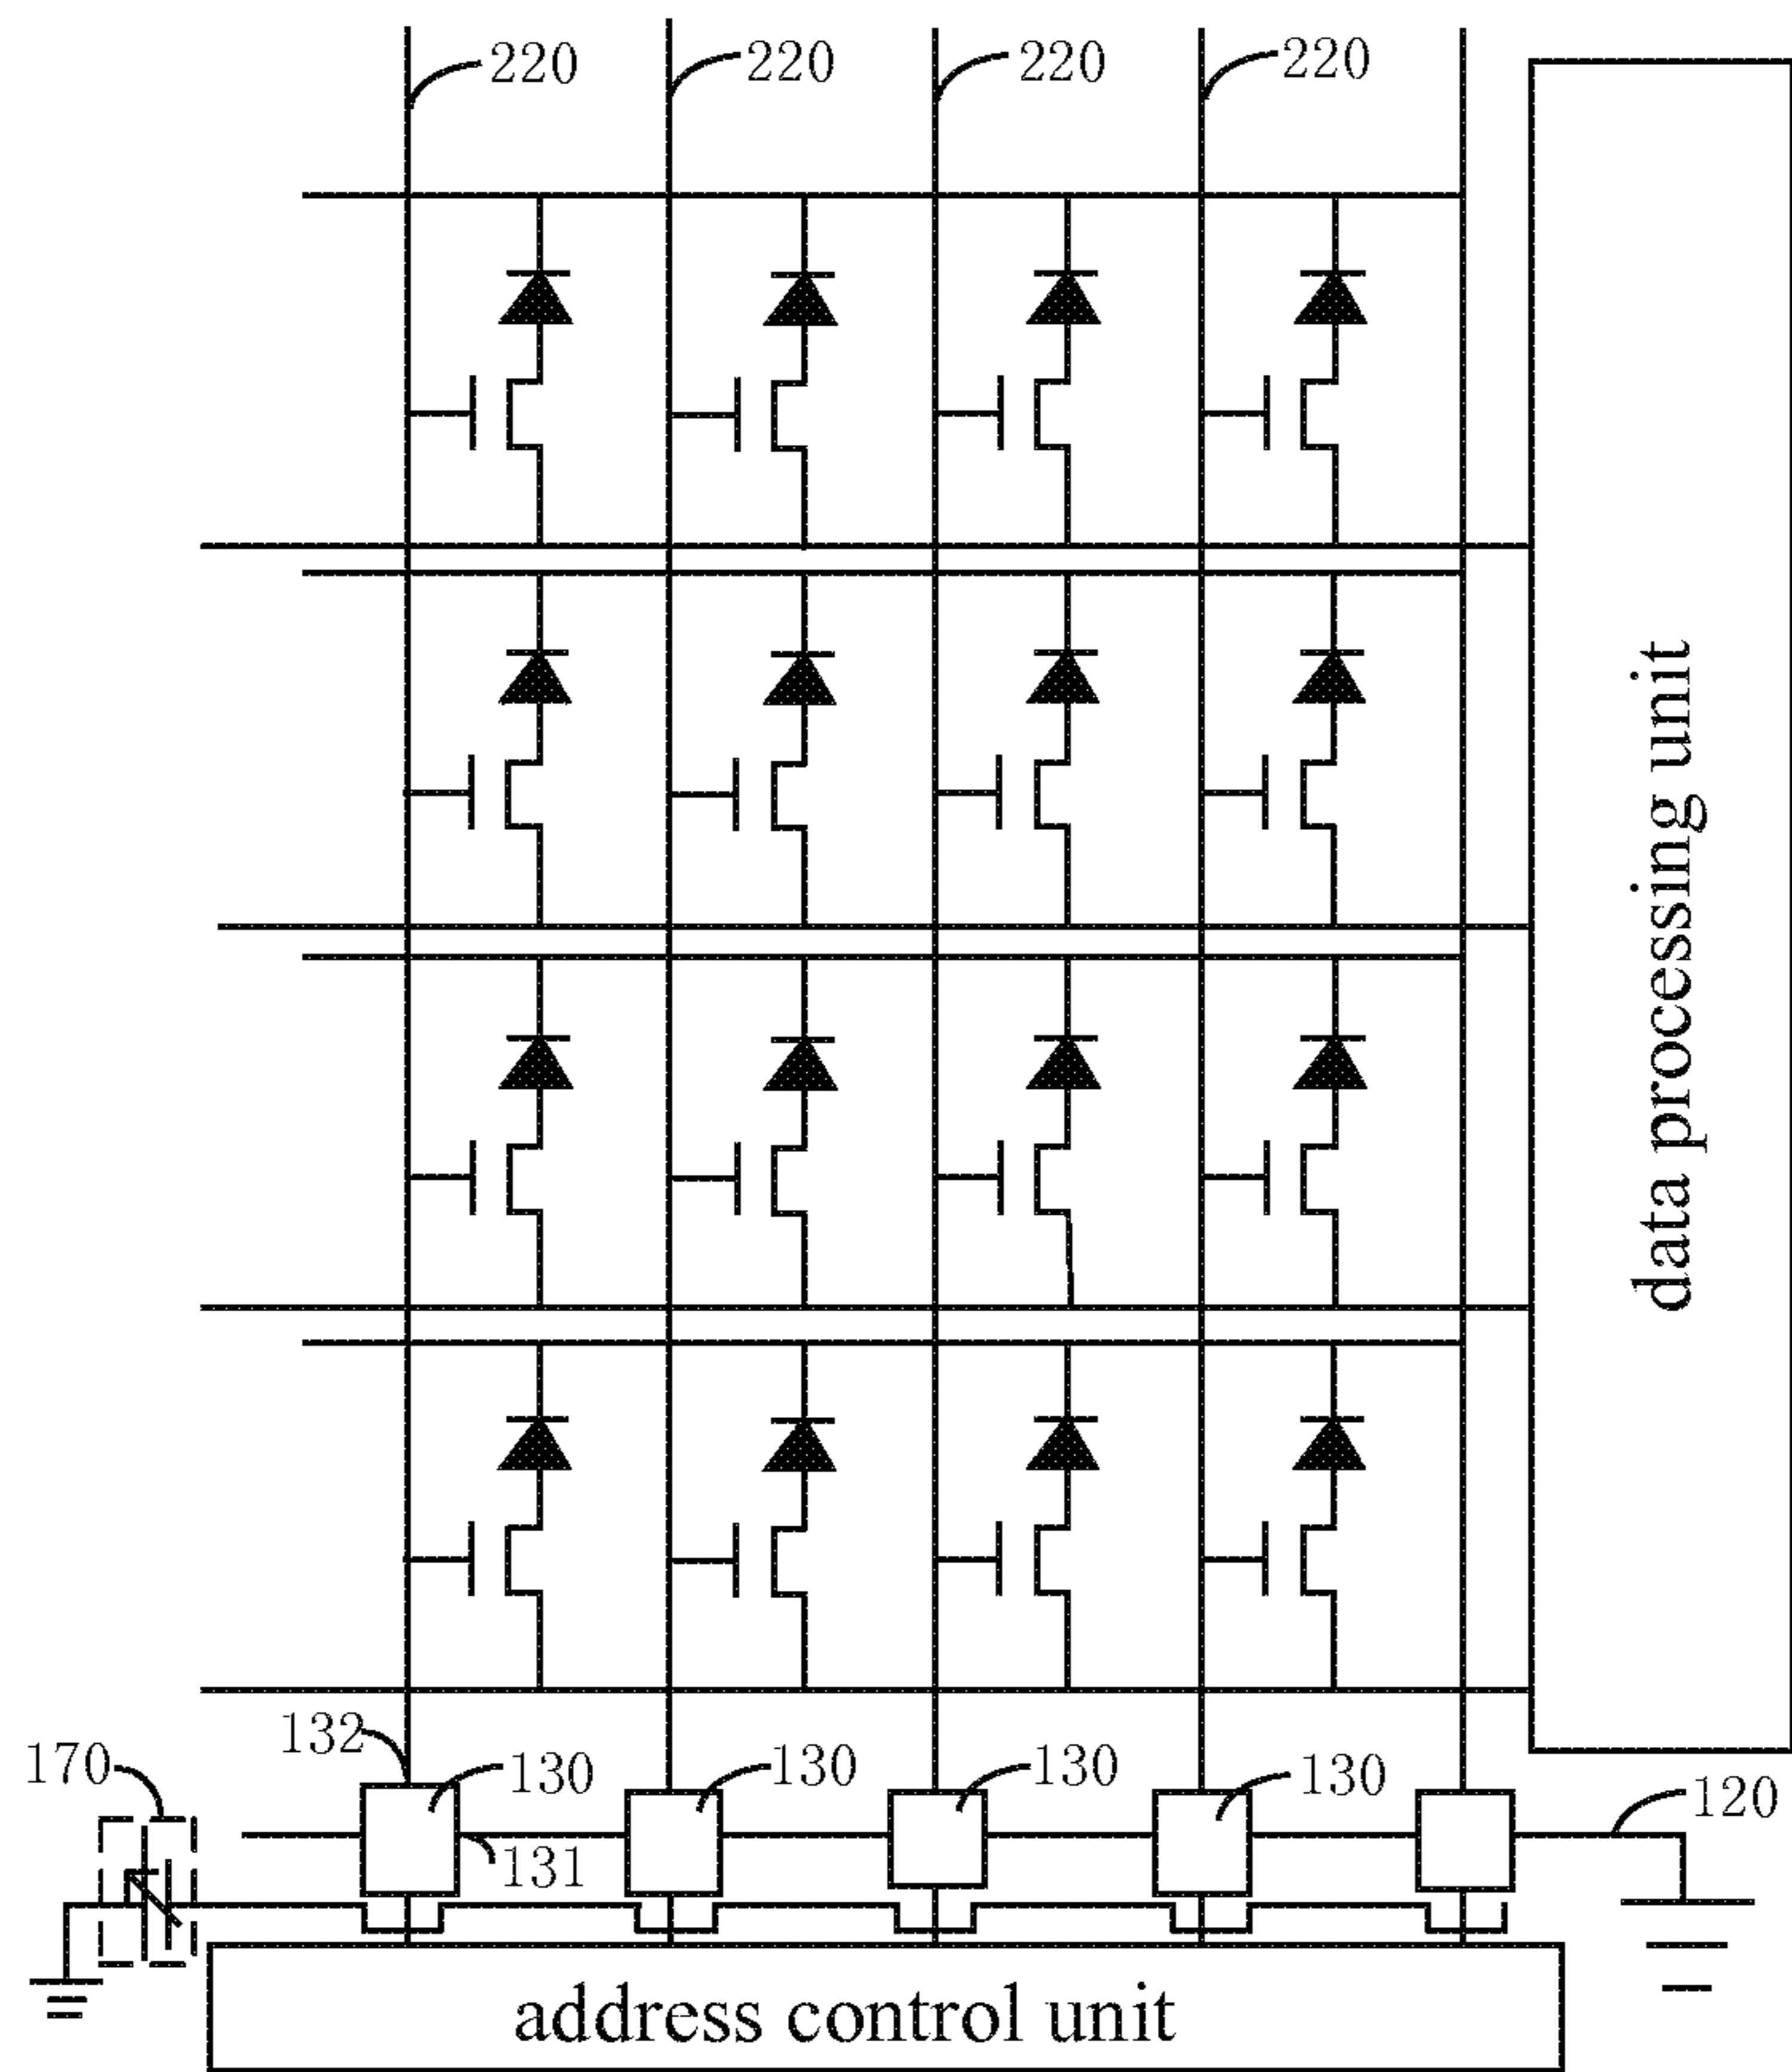 220 220 220 220
data processing unit
132
170 130 130 130 130
120
131
address control unit